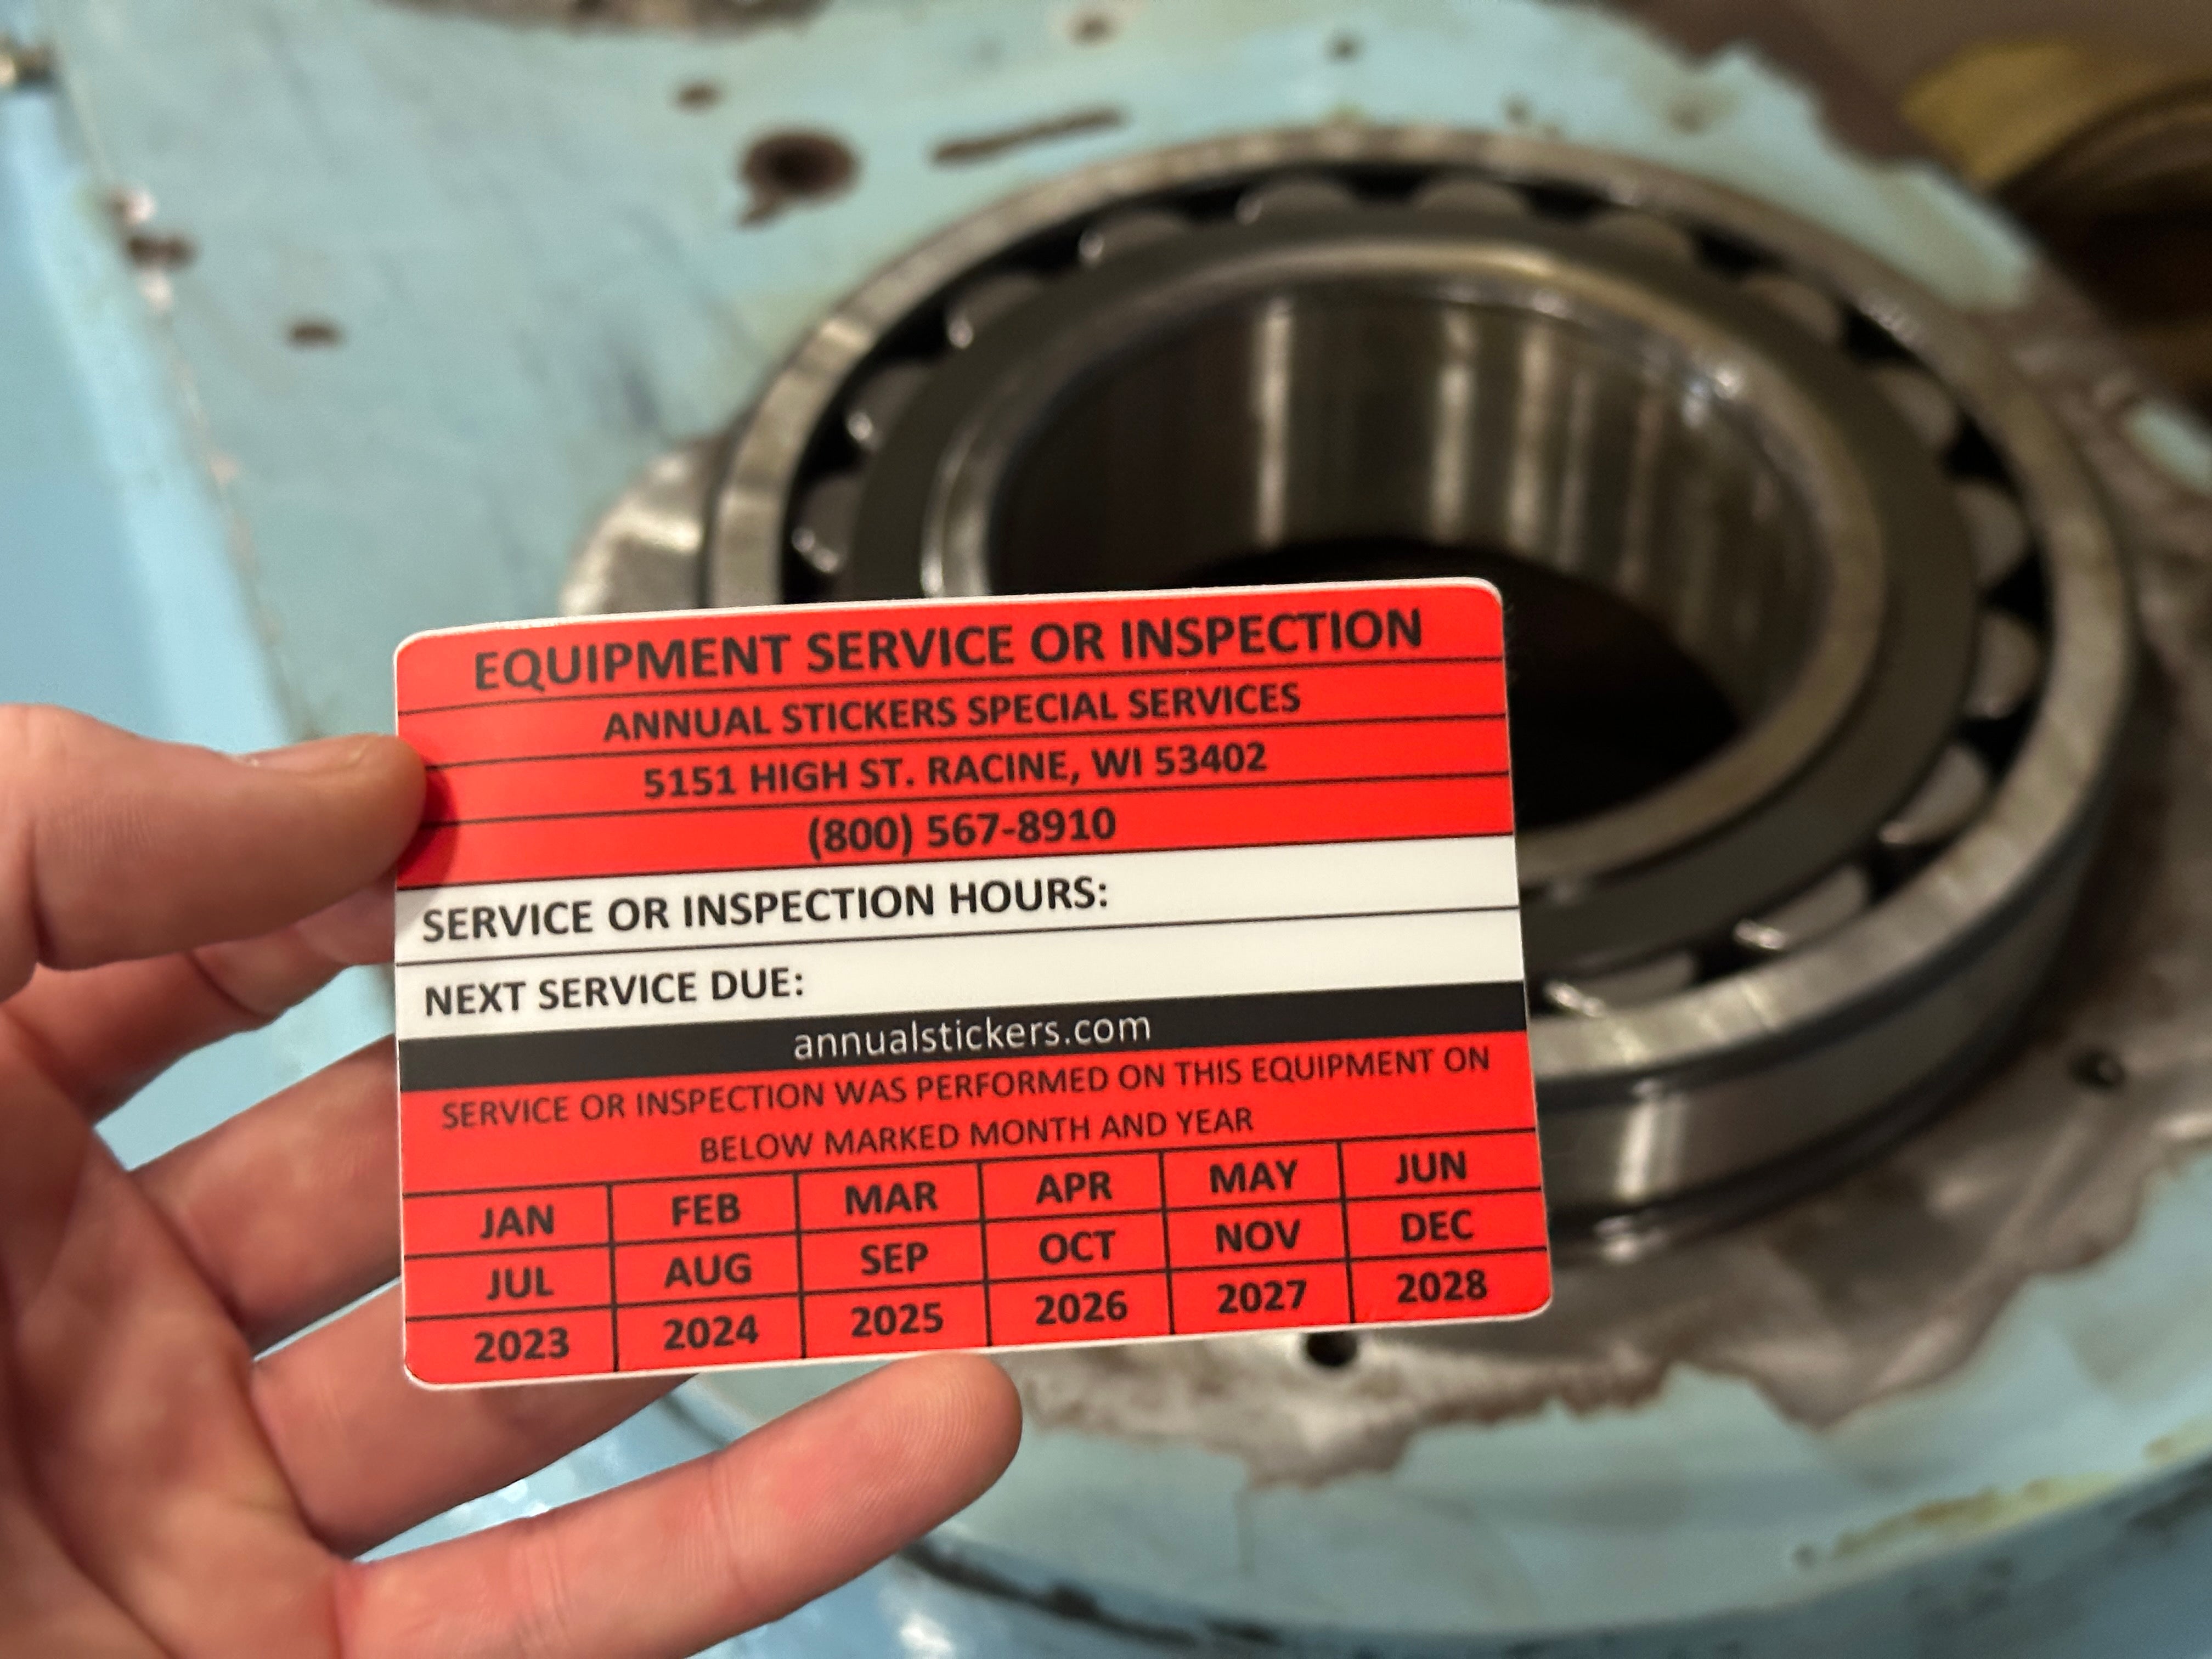 EQUIPMENT SERVICE OR INSPECTION
ANNUAL STICKERS SPECIAL SERVICES
5151 HIGH ST. RACINE, WI 53402
(800) 567-8910
SERVICE OR INSPECTION HOURS:
NEXT SERVICE DUE:
annualstickers.com
SERVICE OR INSPECTION WAS PERFORMED ON THIS EQUIPMENT ON
BELOW MARKED MONTH AND YEAR
JAN FEB MAR APR MAY JUN
JUL AUG SEP OCT NOV DEC
2023 2024 2025 2026 2027 2028